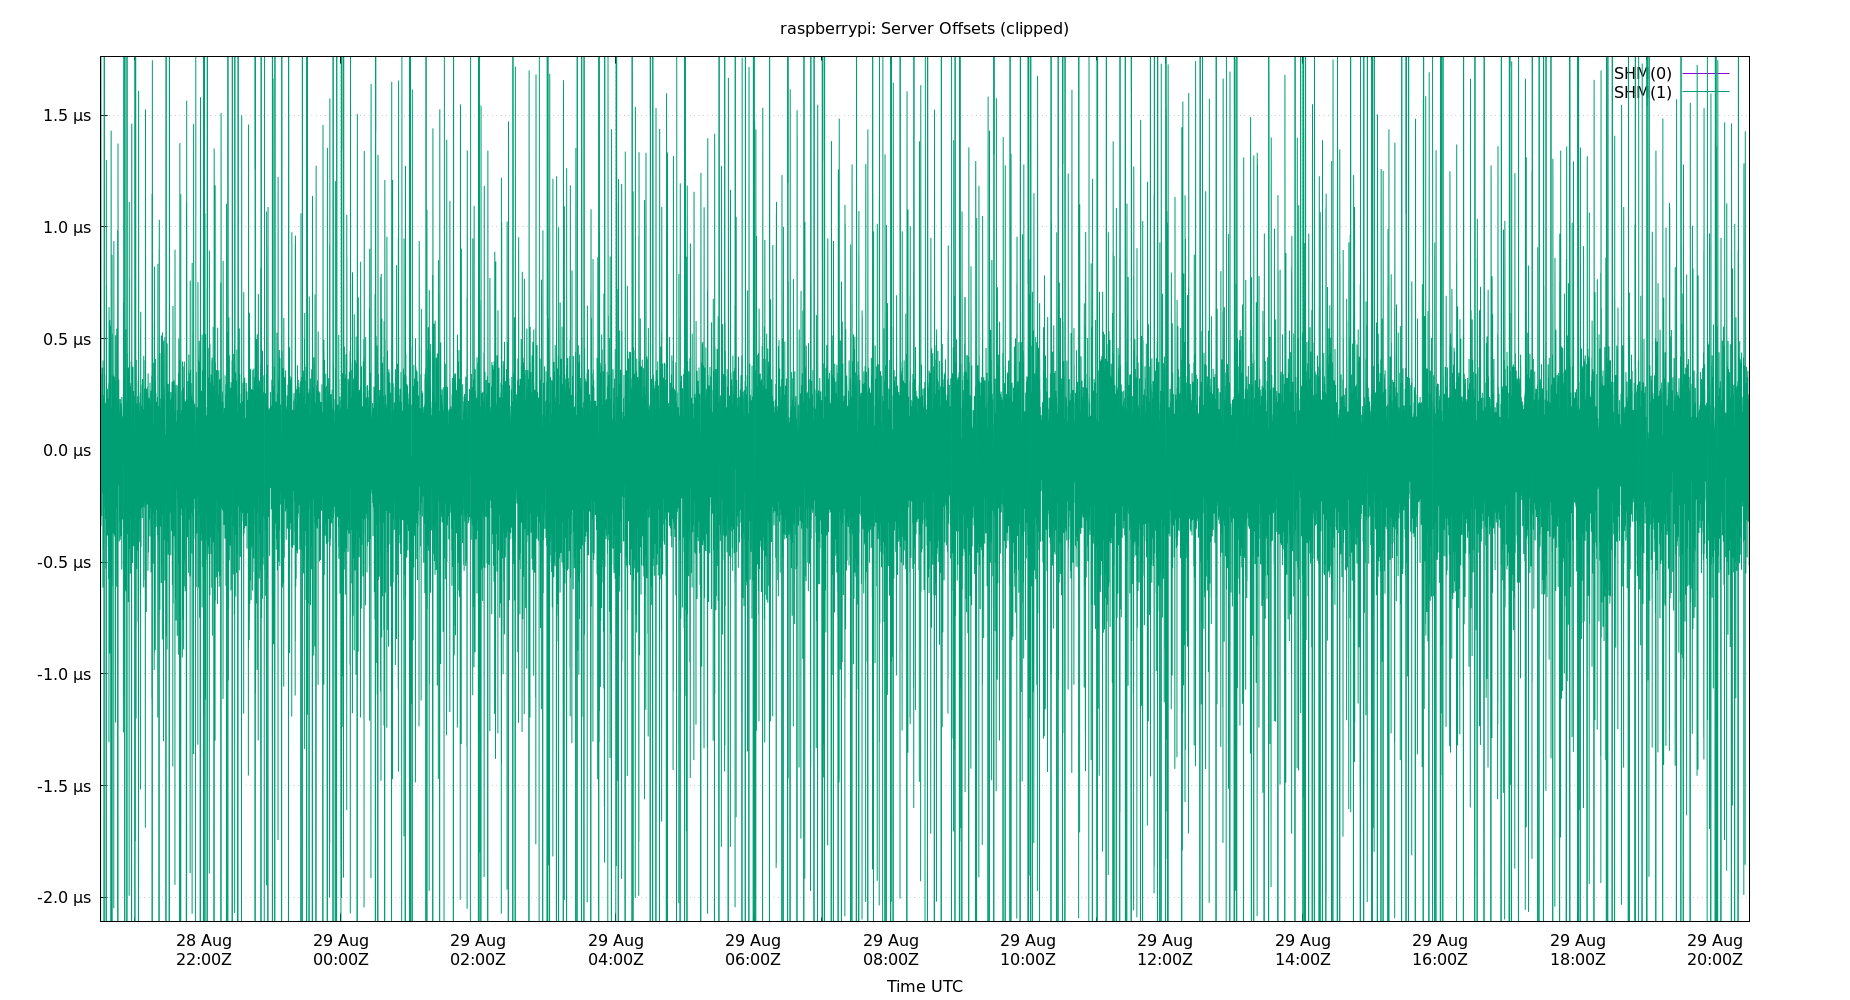 raspberrypi: Server Offsets (clipped)
SHM(0)
SHM(1)
1.5 μs
1.0 μs
0.5 μs
0.0 μs
-0.5 μs
-1.0 μs
-1.5 μs
-2.0 μs
28 Aug 29 Aug 29 Aug 29 Aug 29 Aug 29 Aug 29 Aug 29 Aug 29 Aug 29 Aug 29 Aug 29 Aug
22:00Z 00:00Z 02:00Z 04:00Z 06:00Z 08:00Z 10:00Z 12:00Z 14:00Z 16:00Z 18:00Z 20:00Z
Time UTC